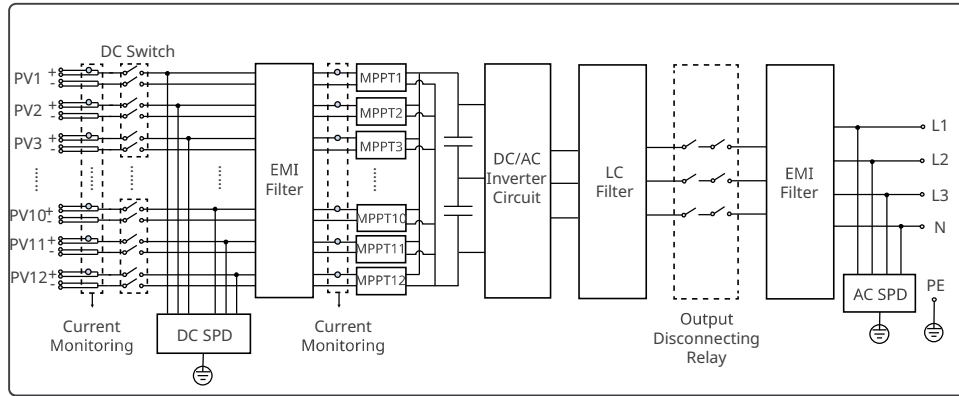 DC Switch
PV1 + -
PV2 + -
PV3 + -
PV10 + -
PV11 + -
PV12 + -
Current
Monitoring
DC SPD
EMI
Filter
Current
Monitoring
MPPT1
MPPT2
MPPT3
MPPT10
MPPT11
MPPT12
DC/AC
Inverter
Circuit
LC
Filter
Output
Disconnecting
Relay
EMI
Filter
L1
L2
L3
N
AC SPD
PE